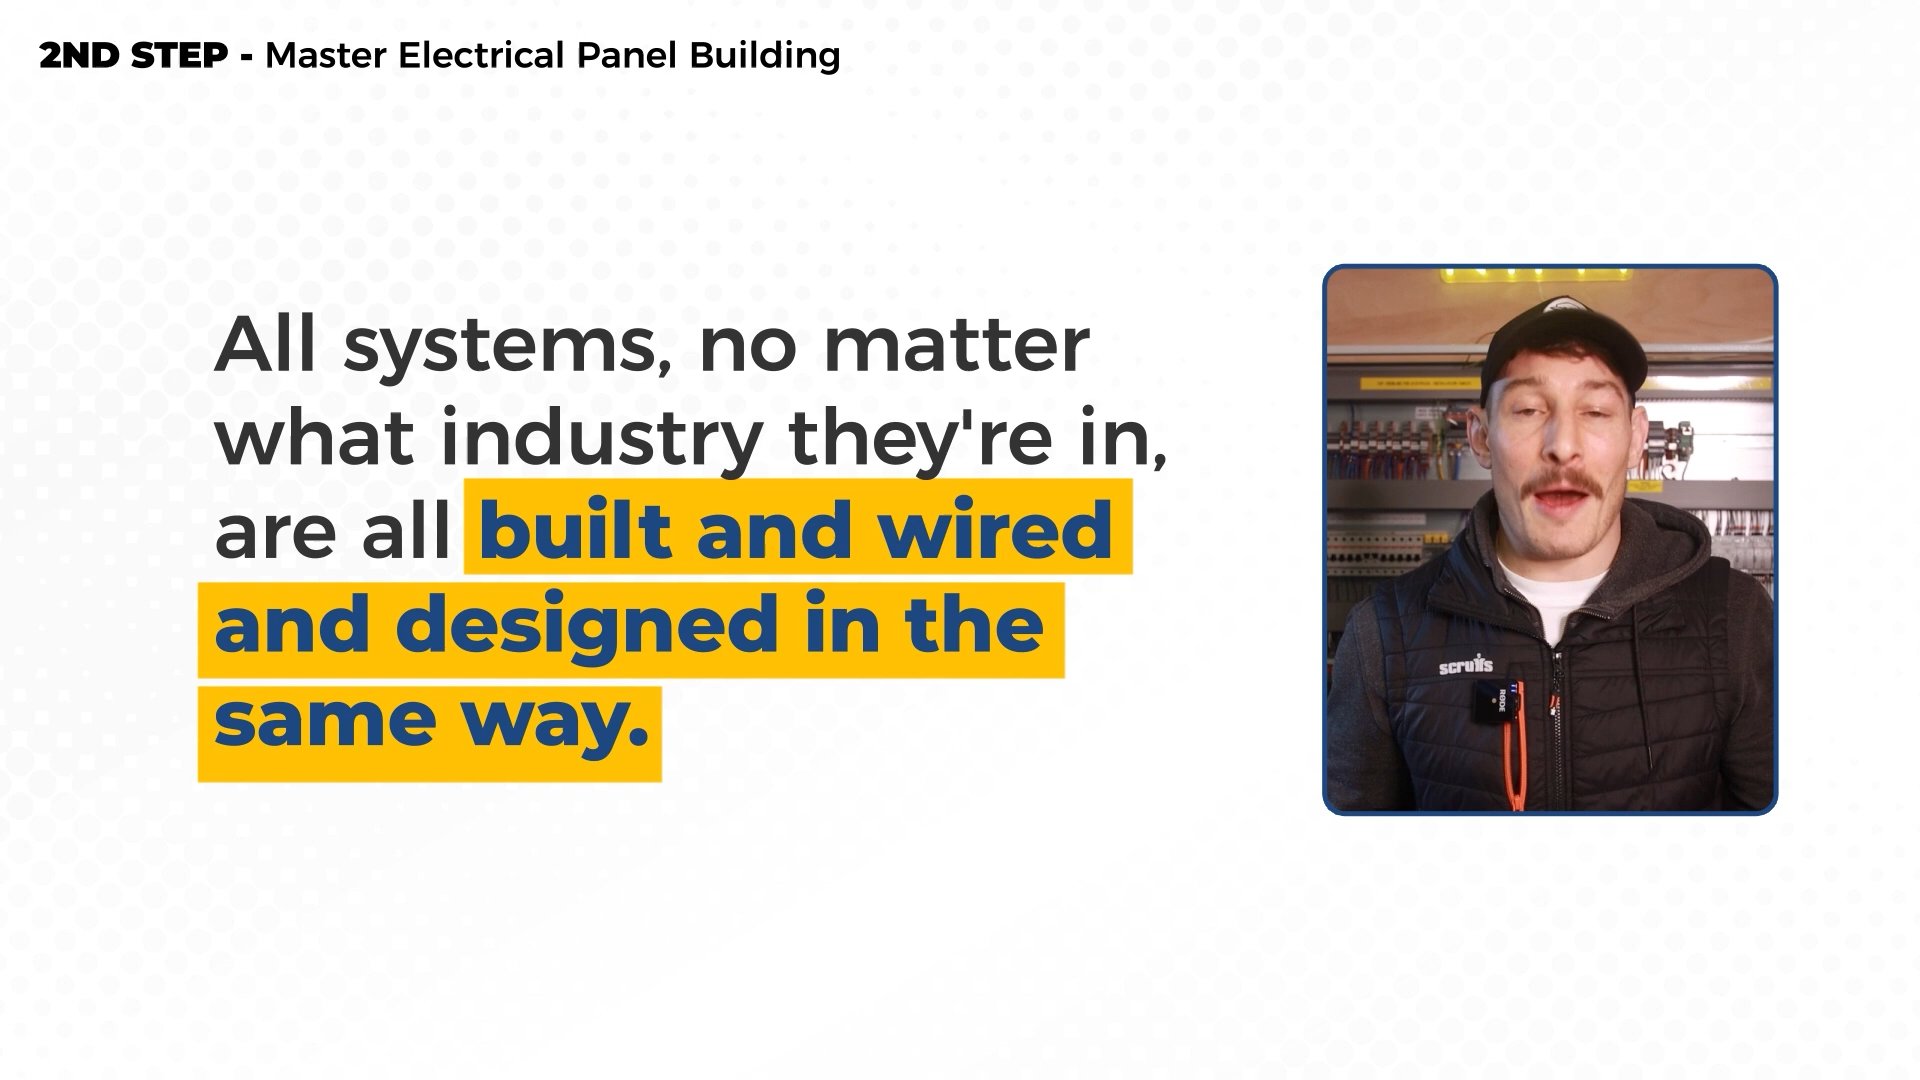 2ND STEP - Master Electrical Panel Building
All systems, no matter
what industry they're in,
are all built and wired
and designed in the
same way.
scruffs
RØDE